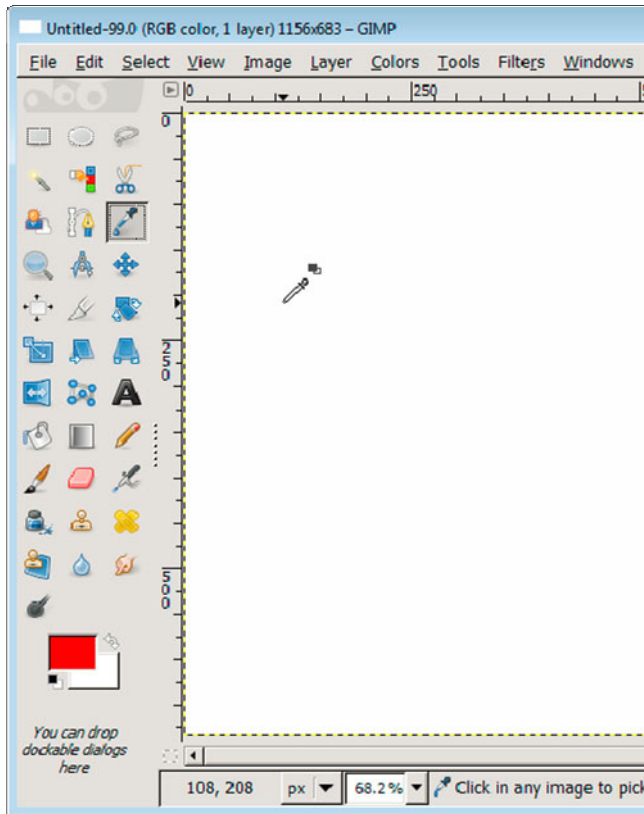 Untitled-99.0 (RGB color, 1 layer) 1156x683 – GIMP
File Edit Select View Image Layer Colors Tools Filters Windows
0 250
0
250
500
You can drop
dockable dialogs
here
108, 208 px 68.2% Click in any image to pick